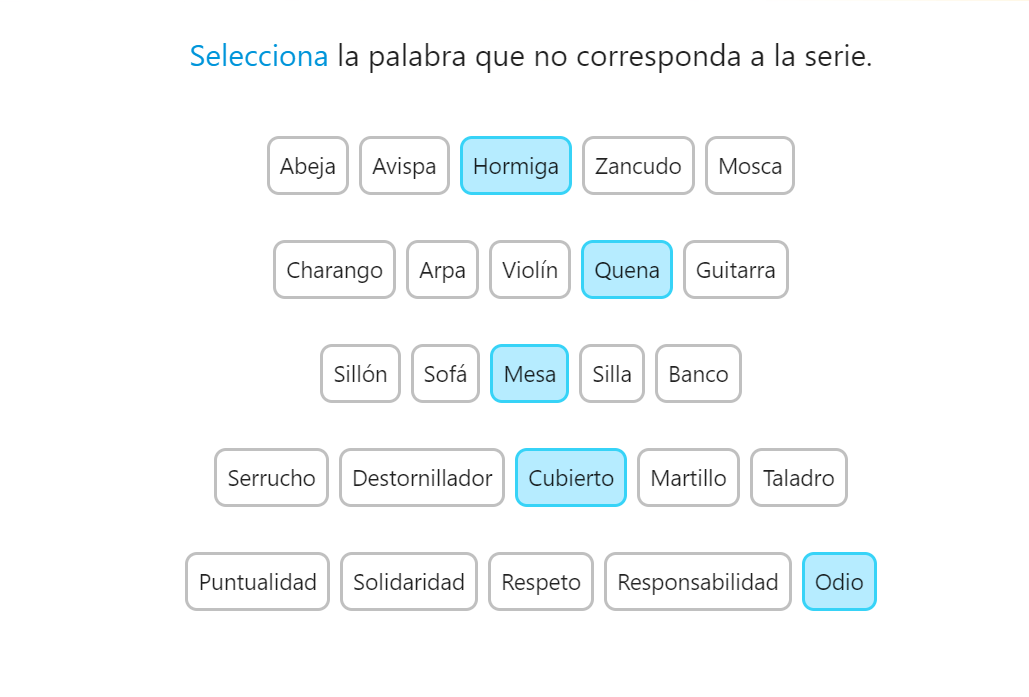 Selecciona la palabra que no corresponda a la serie.
Abeja Avispa Hormiga Zancudo Mosca
Charango Arpa Violín Quena Guitarra
Sillón Sofá Mesa Silla Banco
Serrucho Destornillador Cubierto Martillo Taladro
Puntualidad Solidaridad Respeto Responsabilidad Odio